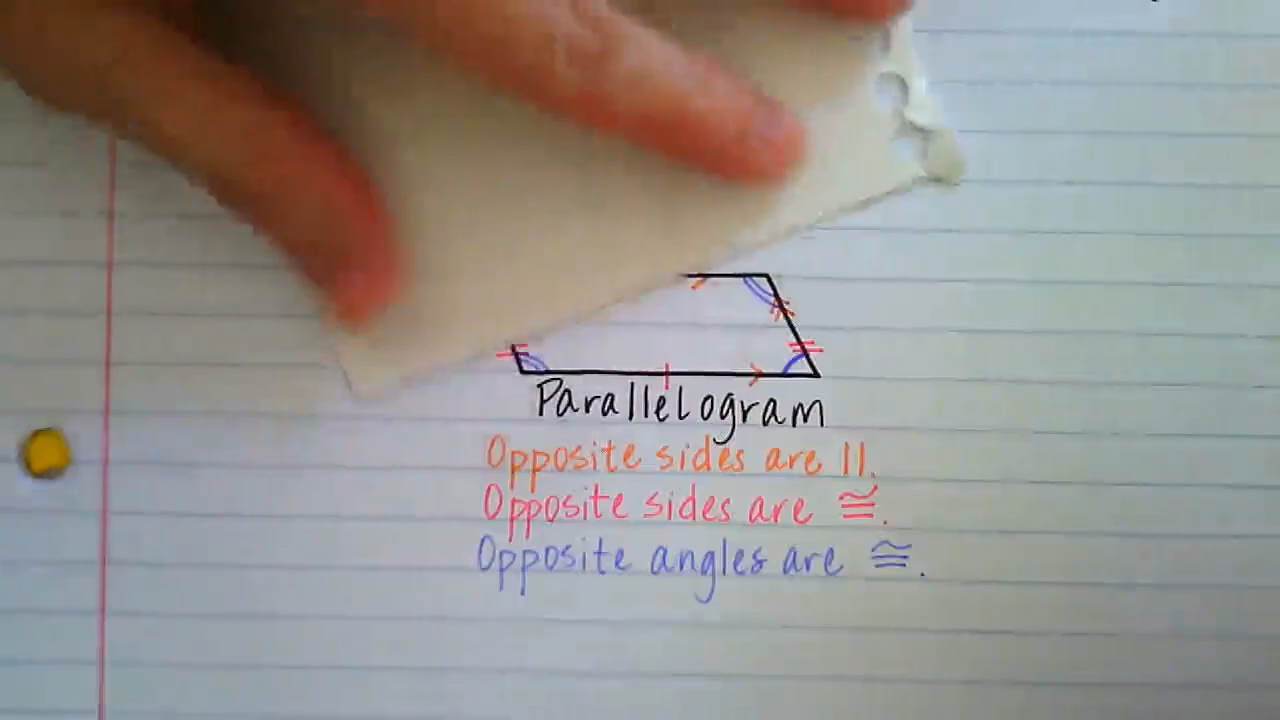 Parallelogram
Opposite sides are ||.
Opposite sides are ≅.
Opposite angles are ≅.